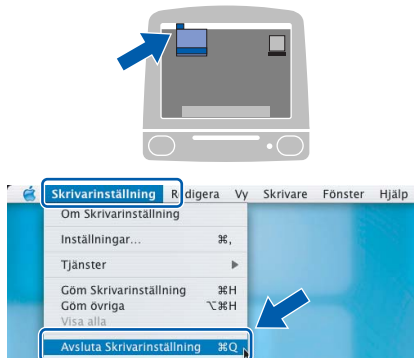 Skrivarinställning Redigera Vy Skrivare Fönster Hjälp
Om Skrivarinställning
Inställningar... ⌘,
Tjänster ▶
Göm Skrivarinställning ⌘H
Göm övriga ⌥⌘H
Visa alla
Avsluta Skrivarinställning ⌘Q